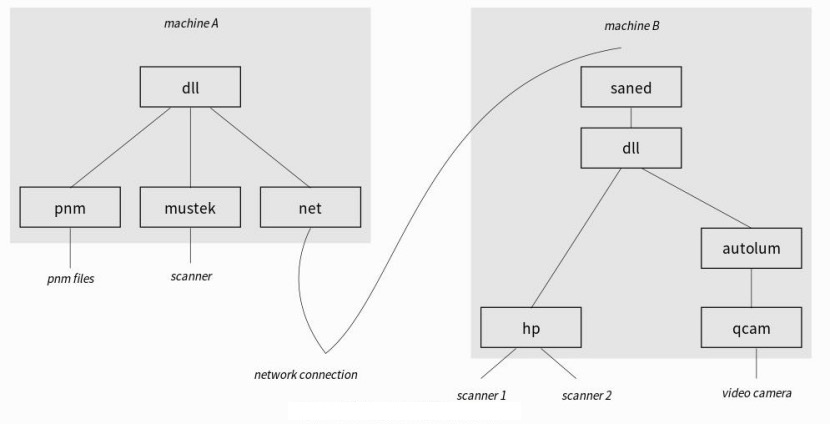 machine A
dll
pnm
mustek
net
pnm files
scanner
network connection
machine B
saned
dll
autolum
hp
qcam
scanner 1
scanner 2
video camera